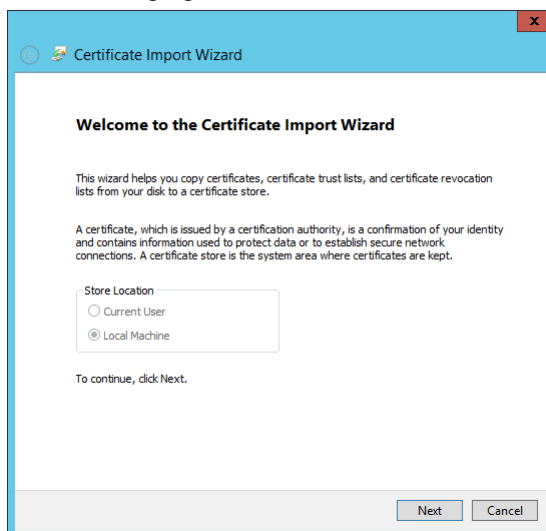 x
Certificate Import Wizard
Welcome to the Certificate Import Wizard
This wizard helps you copy certificates, certificate trust lists, and certificate revocation
lists from your disk to a certificate store.
A certificate, which is issued by a certification authority, is a confirmation of your identity
and contains information used to protect data or to establish secure network
connections. A certificate store is the system area where certificates are kept.
Store Location
Current User
Local Machine
To continue, click Next.
Next Cancel